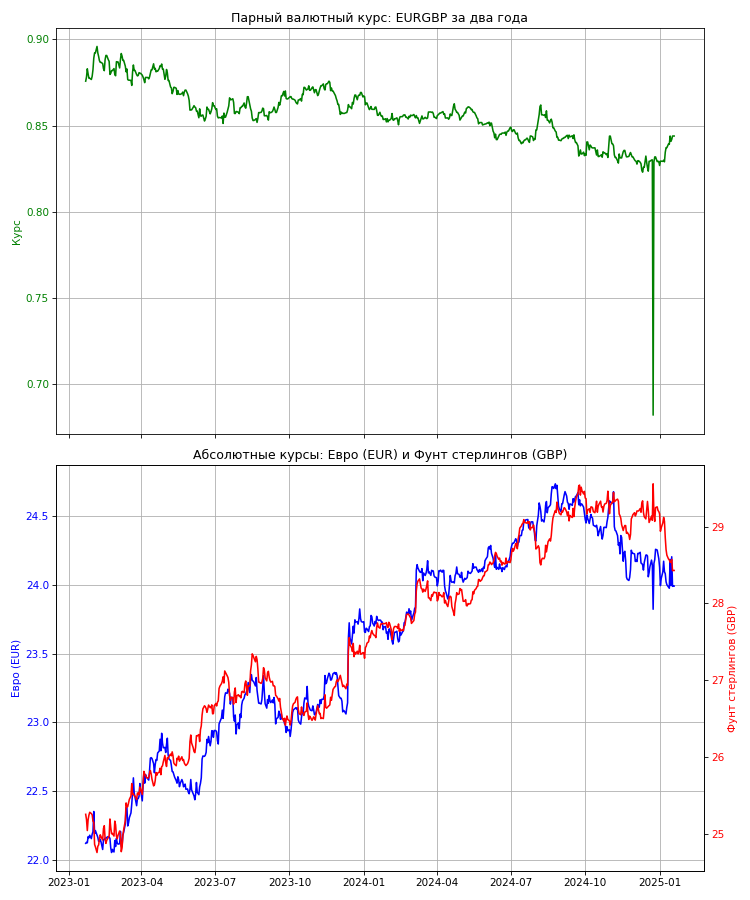 Парный валютный курс: EURGBP за два года
0.90
0.85
0.80
0.75
0.70
Курс
Абсолютные курсы: Евро (EUR) и Фунт стерлингов (GBP)
24.5
24.0
23.5
23.0
22.5
22.0
Евро (EUR)
29
28
27
26
25
Фунт стерлингов (GBP)
2023-01 2023-04 2023-07 2023-10 2024-01 2024-04 2024-07 2024-10 2025-01